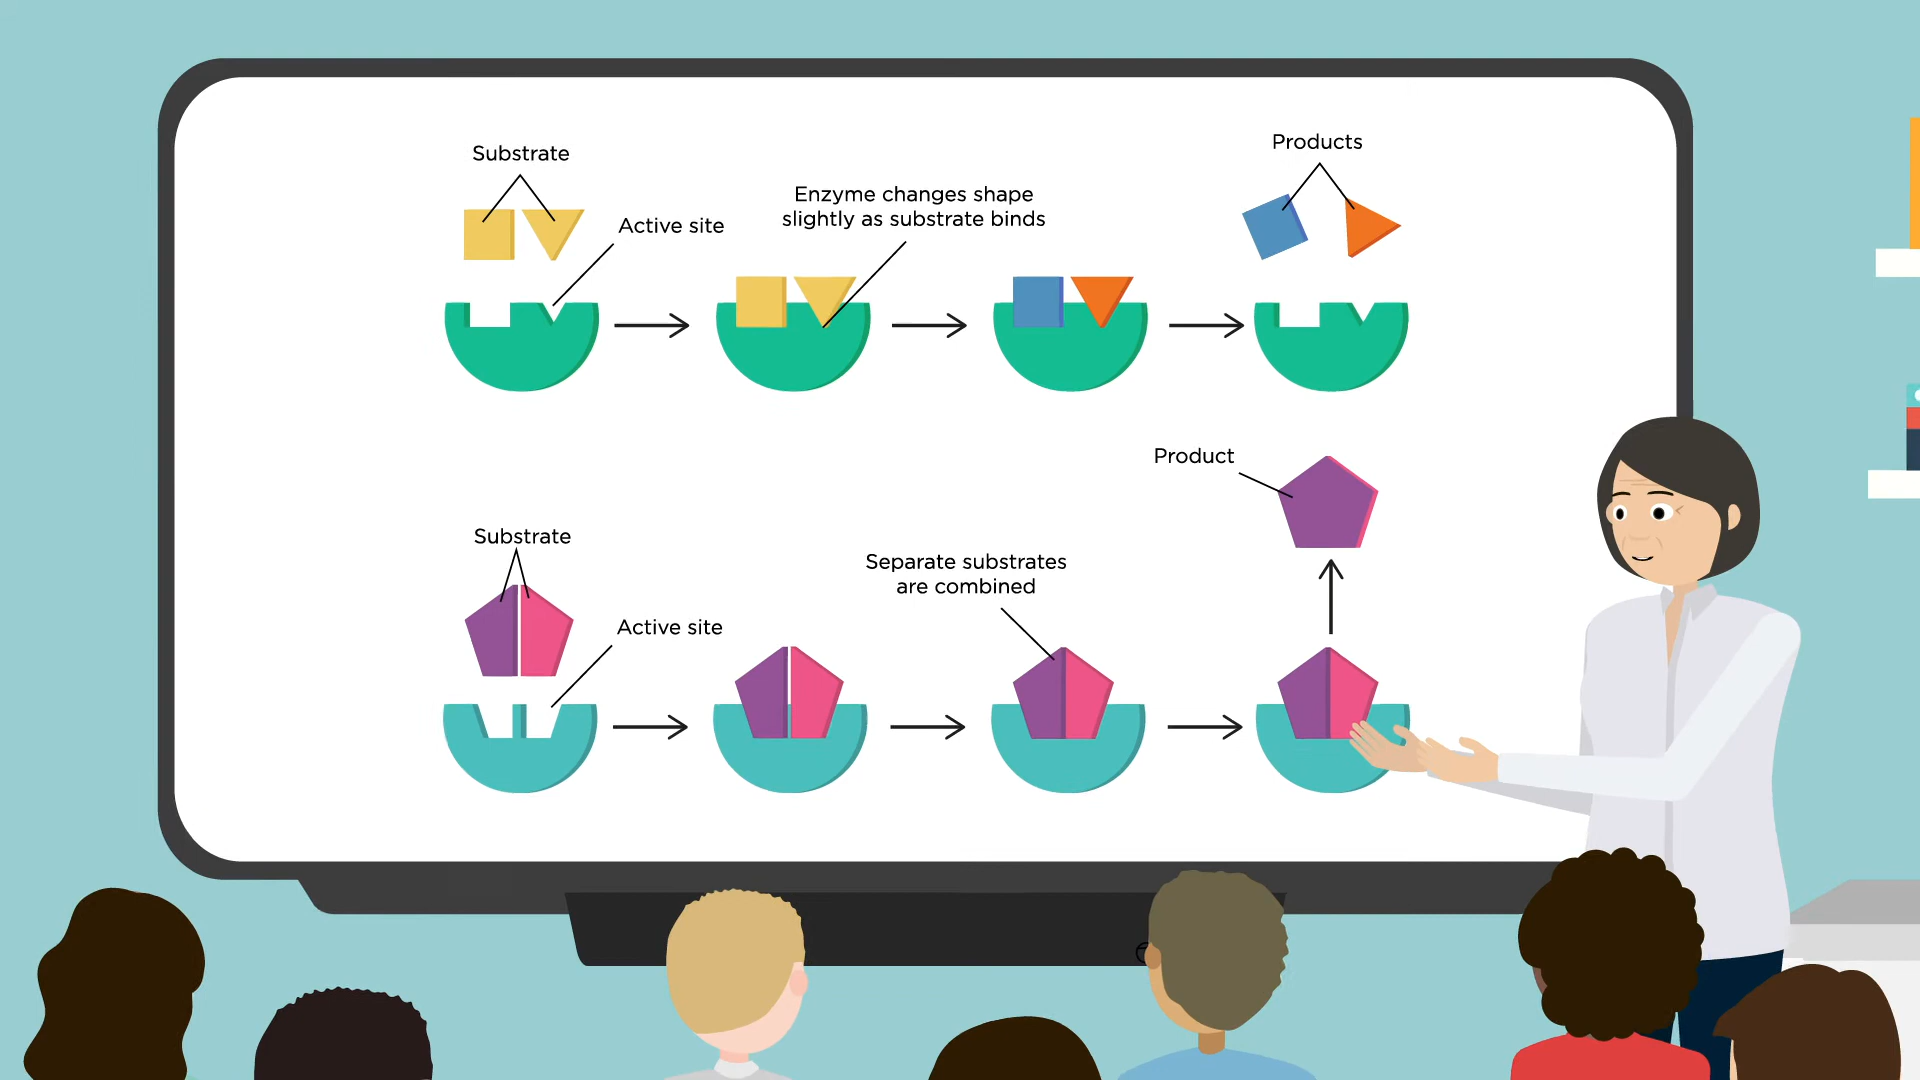 Substrate
Active site
Enzyme changes shape
slightly as substrate binds
Products
Substrate
Active site
Separate substrates
are combined
Product